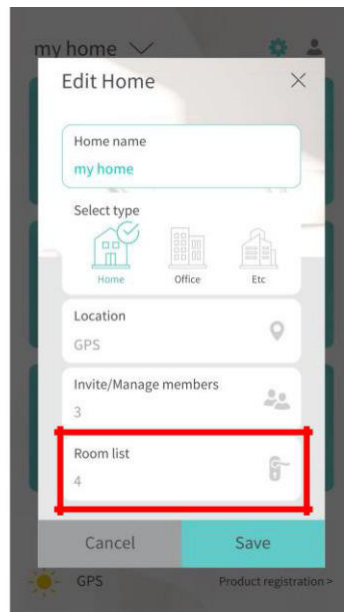 my home
Edit Home
Home name
my home
Select type
Home Office Etc
Location
GPS
Invite/Manage members
3
Room list
4
Cancel Save
GPS Product registration >